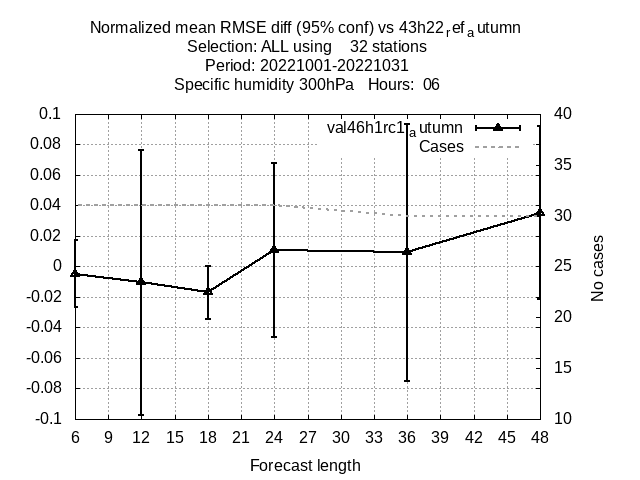 Normalized mean RMSE diff (95% conf) vs 43h22ref autumn
Selection: ALL using 32 stations
Period: 20221001-20221031
Specific humidity 300hPa Hours: 06
val46h1rc1autumn
Cases
0.1
0.08
0.06
0.04
0.02
0
-0.02
-0.04
-0.06
-0.08
-0.1
40
35
30
25
20
15
10
No cases
6 9 12 15 18 21 24 27 30 33 36 39 42 45 48
Forecast length